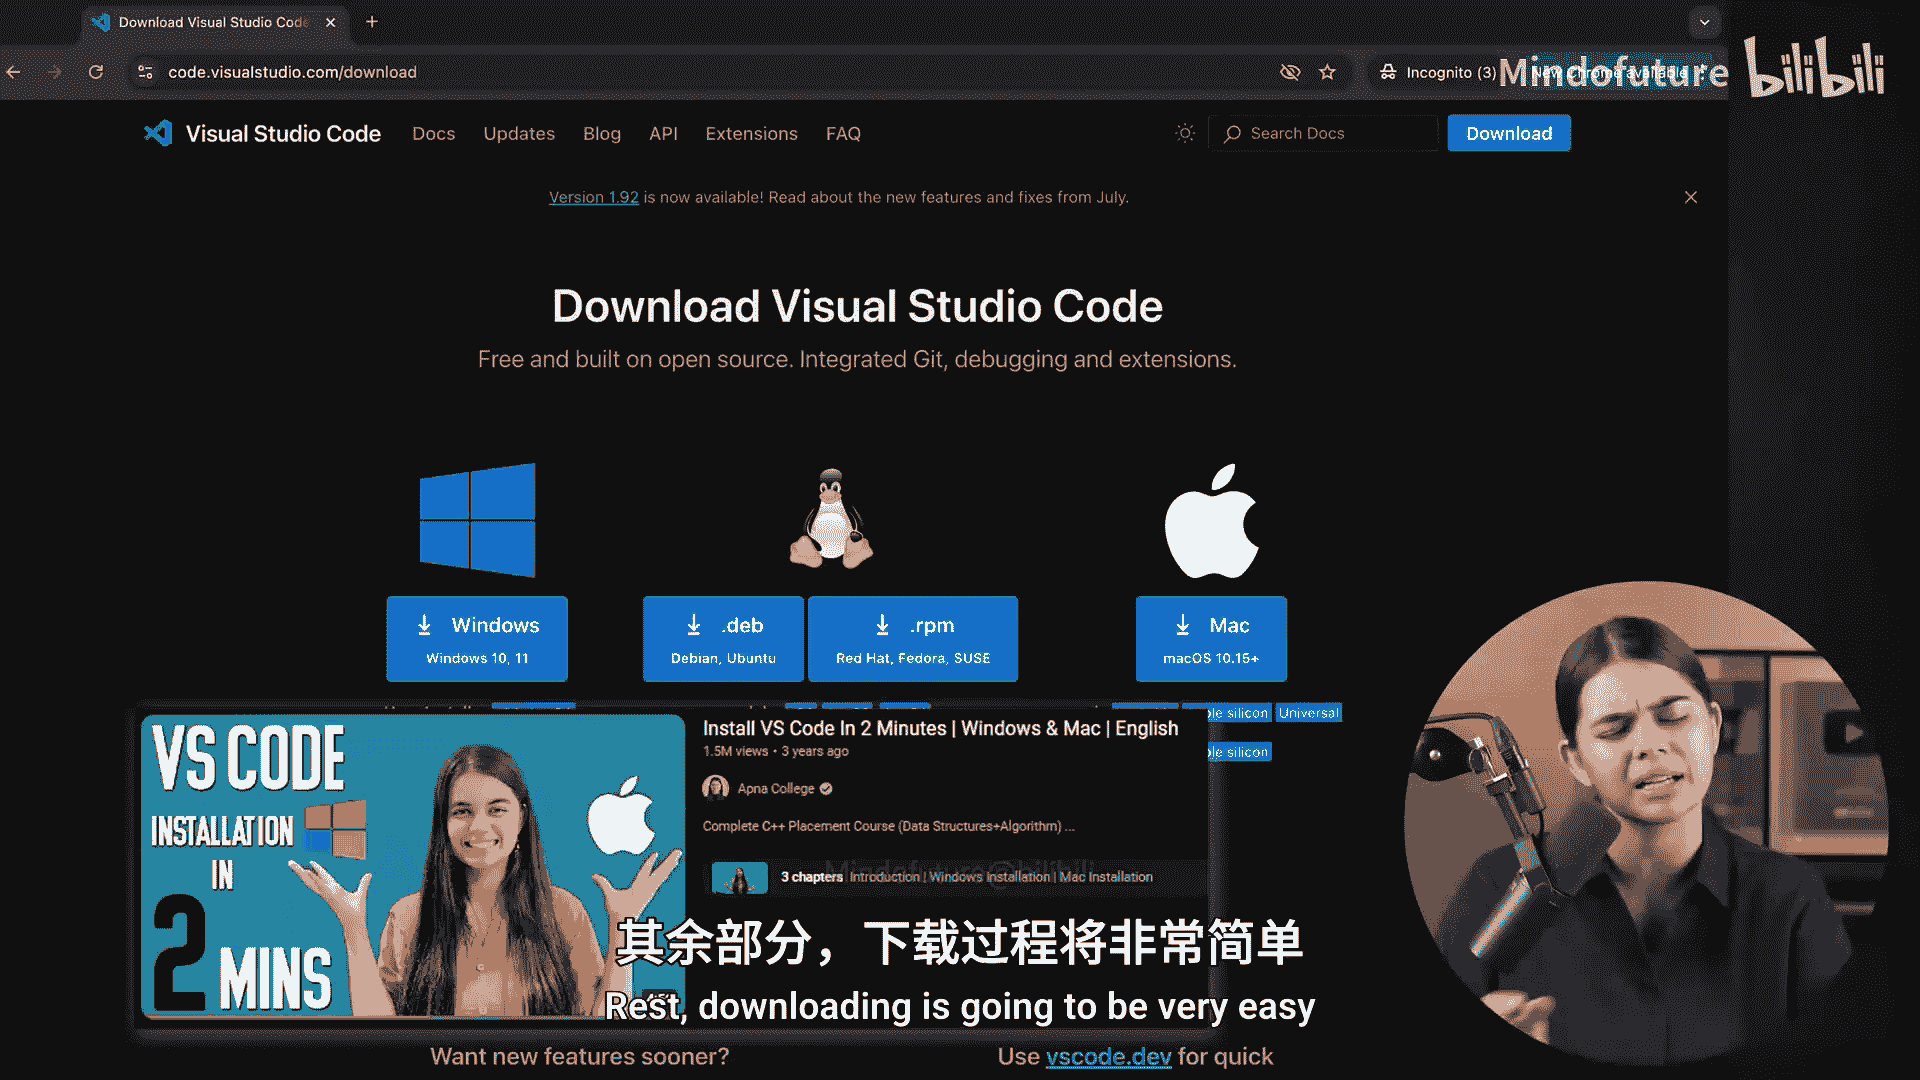 Download Visual Studio Code
code.visualstudio.com/download
Incognito (3)
Mindofuture
bilibili
Visual Studio Code
Docs
Updates
Blog
API
Extensions
FAQ
Search Docs
Download
Version 1.92 is now available! Read about the new features and fixes from July.
Download Visual Studio Code
Free and built on open source. Integrated Git, debugging and extensions.
Windows
Windows 10, 11
.deb
Debian, Ubuntu
.rpm
Red Hat, Fedora, SUSE
Mac
macOS 10.15+
silicon
Universal
silicon
VS CODE
INSTALLATION
IN
2 MINS
Install VS Code In 2 Minutes | Windows & Mac | English
1.5M views • 3 years ago
Apna College
Complete C++ Placement Course (Data Structures+Algorithm) ...
3 chapters Introduction | Windows Installation | Mac Installation
Mindofuture@bilibili
其余部分，下载过程将非常简单
Rest, downloading is going to be very easy
Want new features sooner?
Use vscode.dev for quick